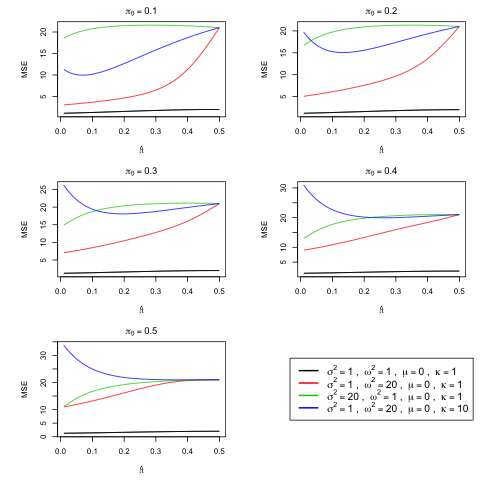 π₀ = 0.1
π₀ = 0.2
MSE
5 10 15 20
0.0 0.1 0.2 0.3 0.4 0.5
π̂
MSE
5 10 15 20
0.0 0.1 0.2 0.3 0.4 0.5
π̂
π₀ = 0.3
π₀ = 0.4
MSE
5 10 15 20 25
0.0 0.1 0.2 0.3 0.4 0.5
π̂
MSE
5 10 20 30
0.0 0.1 0.2 0.3 0.4 0.5
π̂
π₀ = 0.5
MSE
0 5 10 20 30
0.0 0.1 0.2 0.3 0.4 0.5
π̂
σ² = 1 , ω² = 1 , μ = 0 , κ = 1
σ² = 1 , ω² = 20 , μ = 0 , κ = 1
σ² = 20 , ω² = 1 , μ = 0 , κ = 1
σ² = 1 , ω² = 20 , μ = 0 , κ = 10